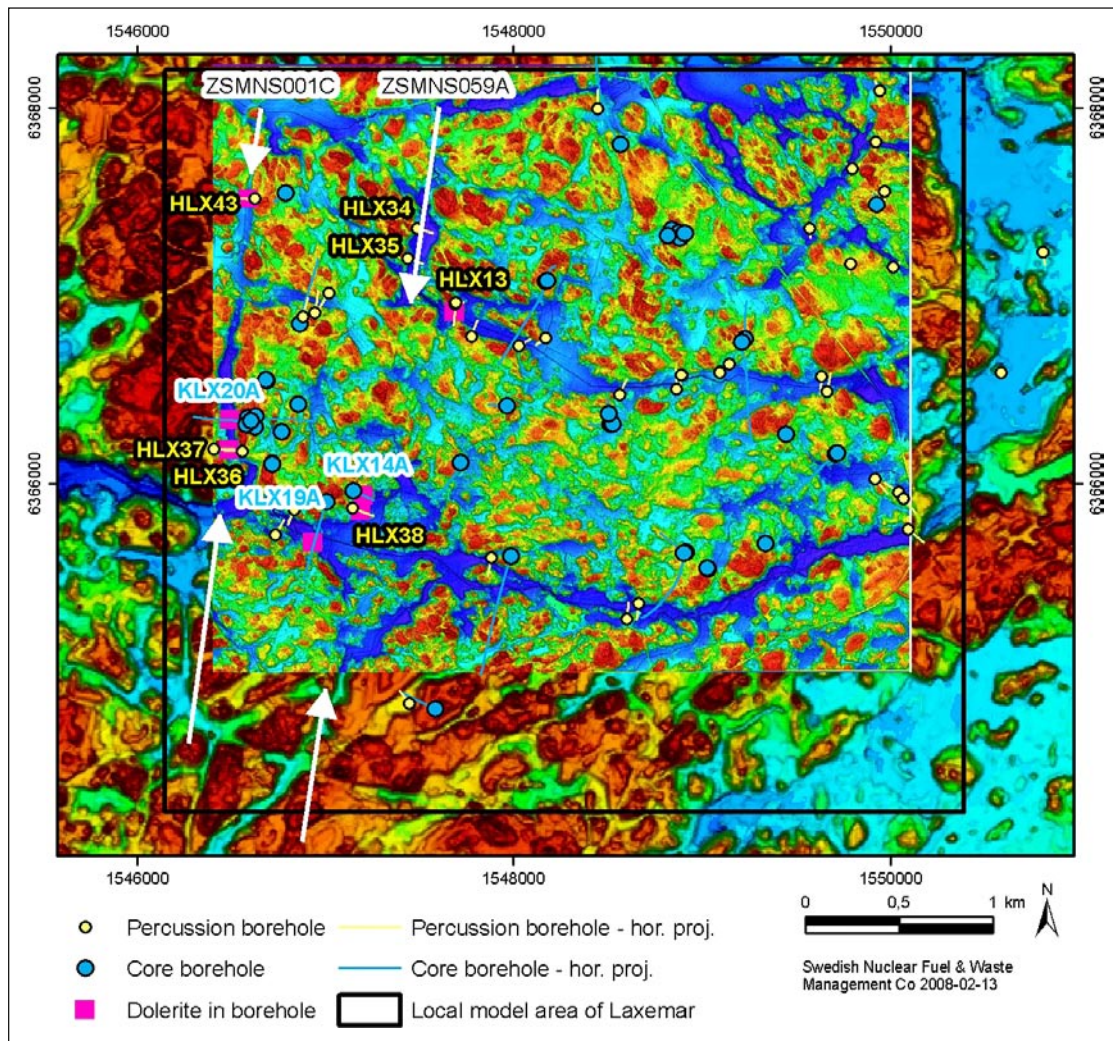 1546000 1548000 1550000
6368000 6368000
ZSMNS001C ZSMNS059A
HLX43
HLX34
HLX35
HLX13
KLX20A
HLX37
HLX36
KLX14A
KLX19A
HLX38
6366000 6366000
1546000 1548000 1550000
0 0,5 1 km
N
Percussion borehole Percussion borehole - hor. proj.
Core borehole Core borehole - hor. proj.
Dolerite in borehole Local model area of Laxemar
Swedish Nuclear Fuel & Waste
Management Co 2008-02-13